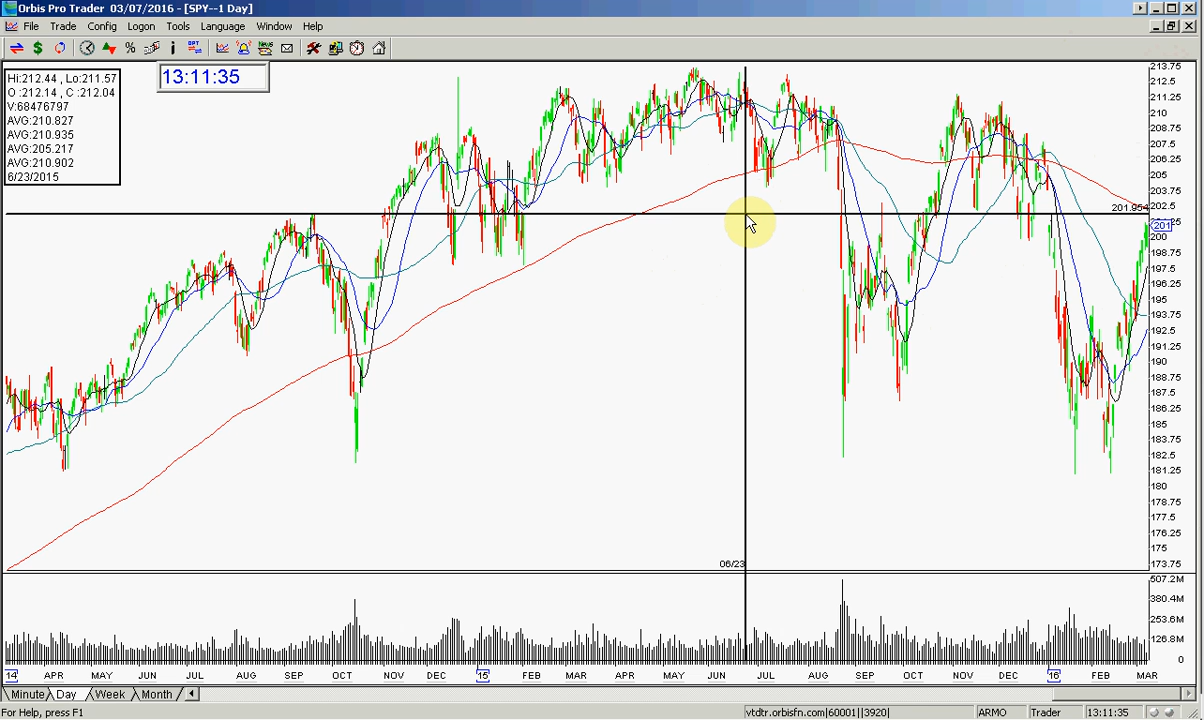 Orbis Pro Trader 03/07/2016 - [SPY--1 Day]
File Trade Config Logon Tools Language Window Help
13:11:35
Hi:212.44 , Lo:211.57
O :212.14 , C :212.04
V:68476797
AVG:210.827
AVG:210.935
AVG:205.217
AVG:210.902
6/23/2015
213.75
212.5
211.25
210
208.75
207.5
206.25
205
203.75
202.5
201.954
201
200
198.75
197.5
196.25
195
193.75
192.5
191.25
190
188.75
187.5
186.25
185
183.75
182.5
181.25
180
178.75
177.5
176.25
175
173.75
06/23
507.2M
380.4M
253.6M
126.8M
0
14 APR MAY JUN JUL AUG SEP OCT NOV DEC 15 FEB MAR APR MAY JUN JUL AUG SEP OCT NOV DEC 16 FEB MAR
Minute Day Week Month
For Help, press F1
vtdtr.orbisfn.com|60001||3920| ARMO Trader 13:11:35